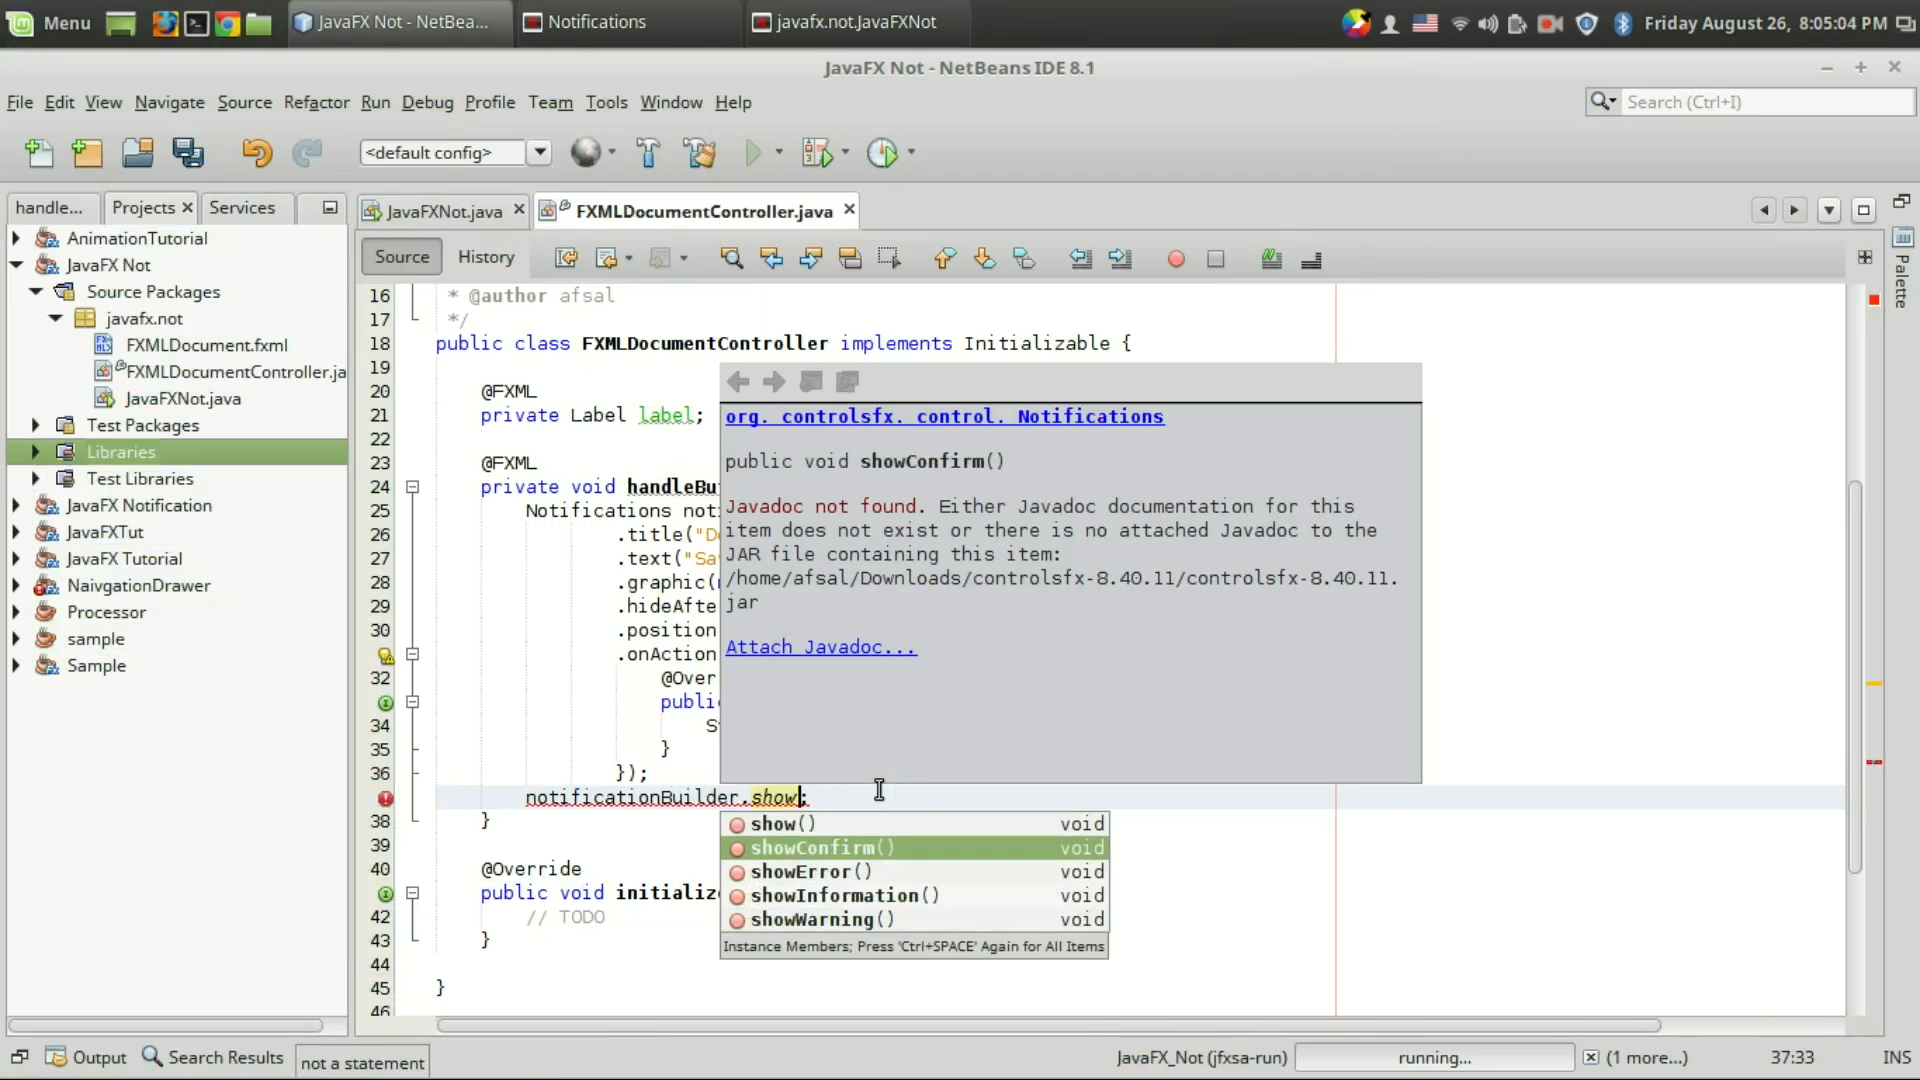 Menu
JavaFX Not - NetBea...
Notifications
javafx.not.JavaFXNot
Friday August 26, 8:05:04 PM
JavaFX Not - NetBeans IDE 8.1
File Edit View Navigate Source Refactor Run Debug Profile Team Tools Window Help
Search (Ctrl+I)
<default config>
handle...
Projects
Services
JavaFXNot.java
FXMLDocumentController.java
Source
History
Palette
AnimationTutorial
JavaFX Not
Source Packages
javafx.not
FXMLDocument.fxml
FXMLDocumentController.ja
JavaFXNot.java
Test Packages
Libraries
Test Libraries
JavaFX Notification
JavaFXTut
JavaFX Tutorial
NaivgationDrawer
Processor
sample
Sample
16 * @author afsal
17 */
18 public class FXMLDocumentController implements Initializable {
19
20 @FXML
21 private Label label;
22
23 @FXML
24 private void handleBu
25 Notifications not
26 .title("D
27 .text("Sa
28 .graphic(
29 .hideAfte
30 .position
.onAction
32 @Over
publi
34 S
35 }
36 });
notificationBuilder.show;
38 }
39
40 @Override
public void initialize
42 // TODO
43 }
44
45 }
46
org. controlsfx. control. Notifications
public void showConfirm()
Javadoc not found. Either Javadoc documentation for this
item does not exist or there is no attached Javadoc to the
JAR file containing this item:
/home/afsal/Downloads/controlsfx-8.40.11/controlsfx-8.40.11.
jar
Attach Javadoc...
show() void
showConfirm() void
showError() void
showInformation() void
showWarning() void
Instance Members; Press 'Ctrl+SPACE' Again for All Items
Output
Search Results
not a statement
JavaFX_Not (jfxsa-run)
running...
(1 more...)
37:33
INS